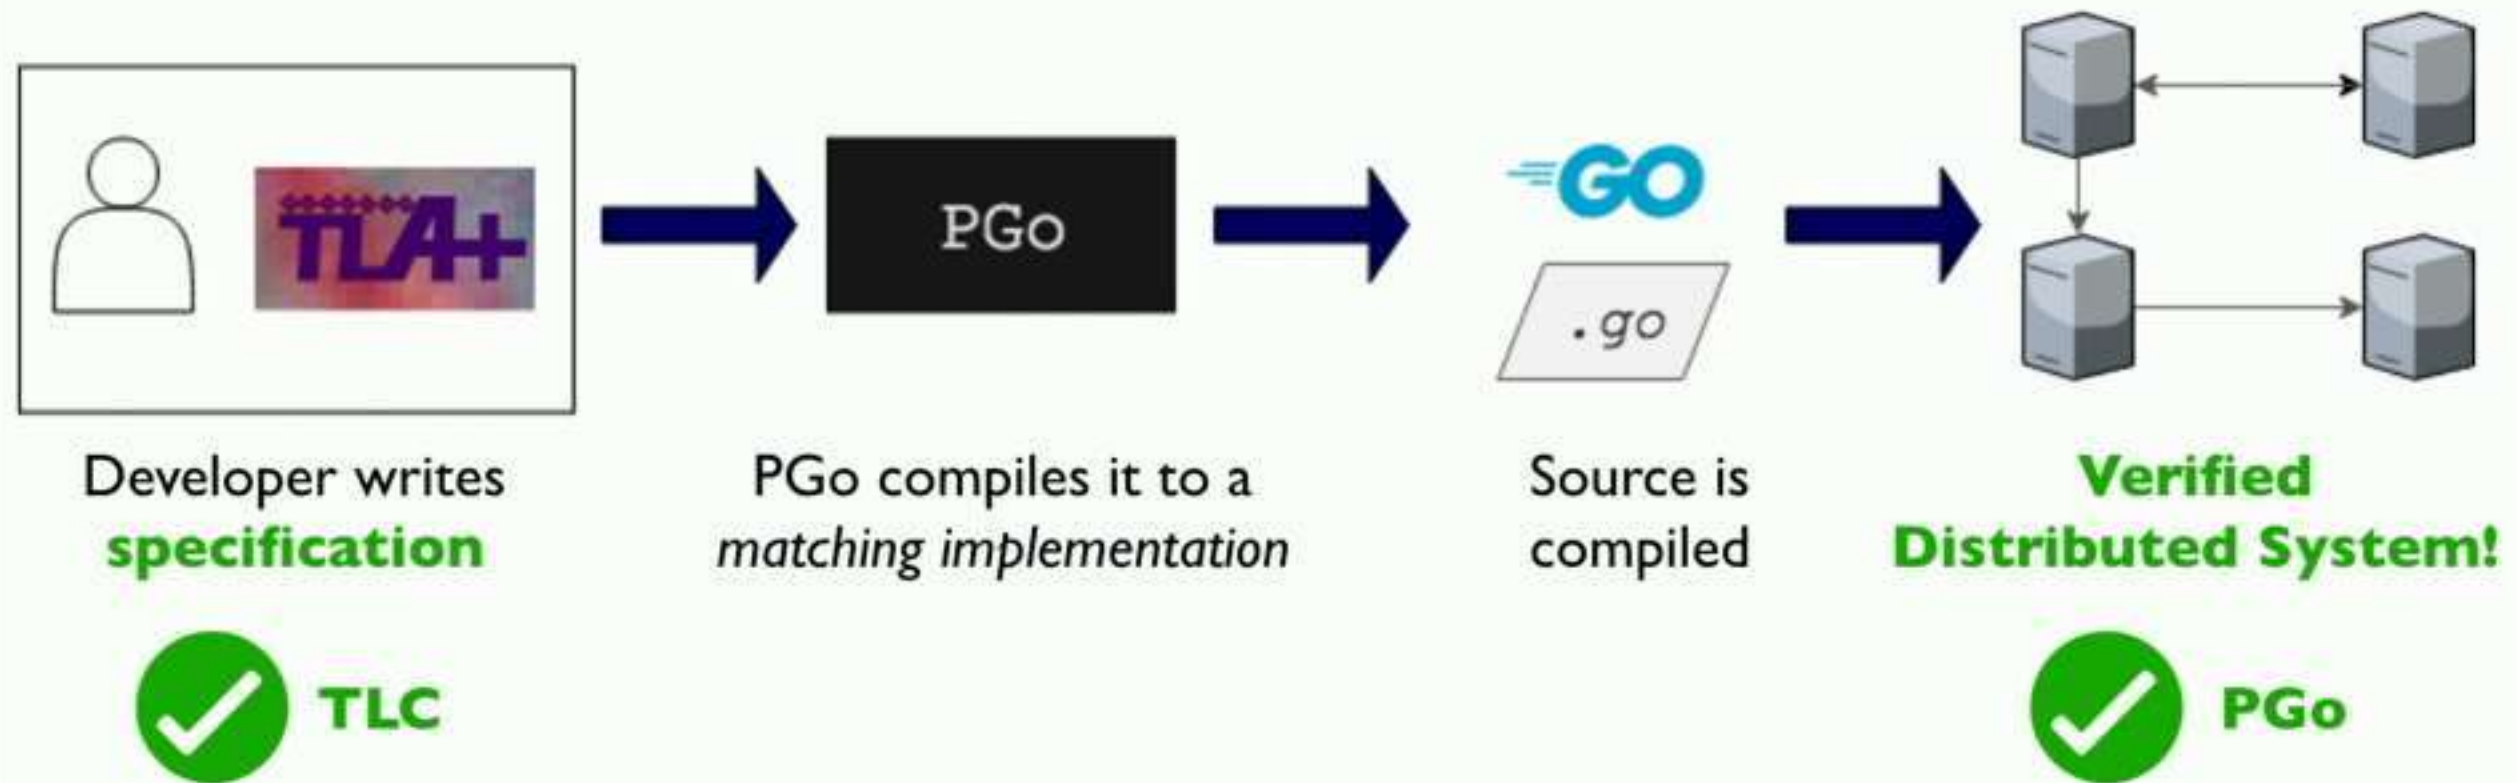 TLA+
PGo
GO
.go
Developer writes
specification
PGo compiles it to a
matching implementation
Source is
compiled
Verified
Distributed System!
TLC
PGo